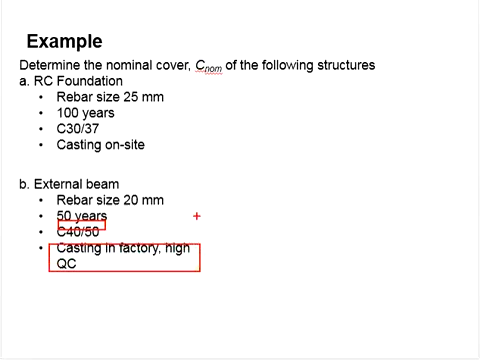 Example
Determine the nominal cover, Cnom of the following structures
a. RC Foundation
• Rebar size 25 mm
• 100 years
• C30/37
• Casting on-site
b. External beam
• Rebar size 20 mm
• 50 years
• C40/50
• Casting in factory, high
QC